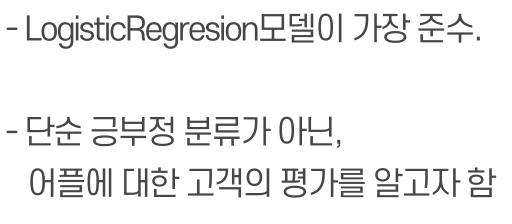 - LogisticRegresion모델이 가장 준수.
- 단순 긍부정 분류가 아닌,
어플에 대한 고객의 평가를 알고자 함